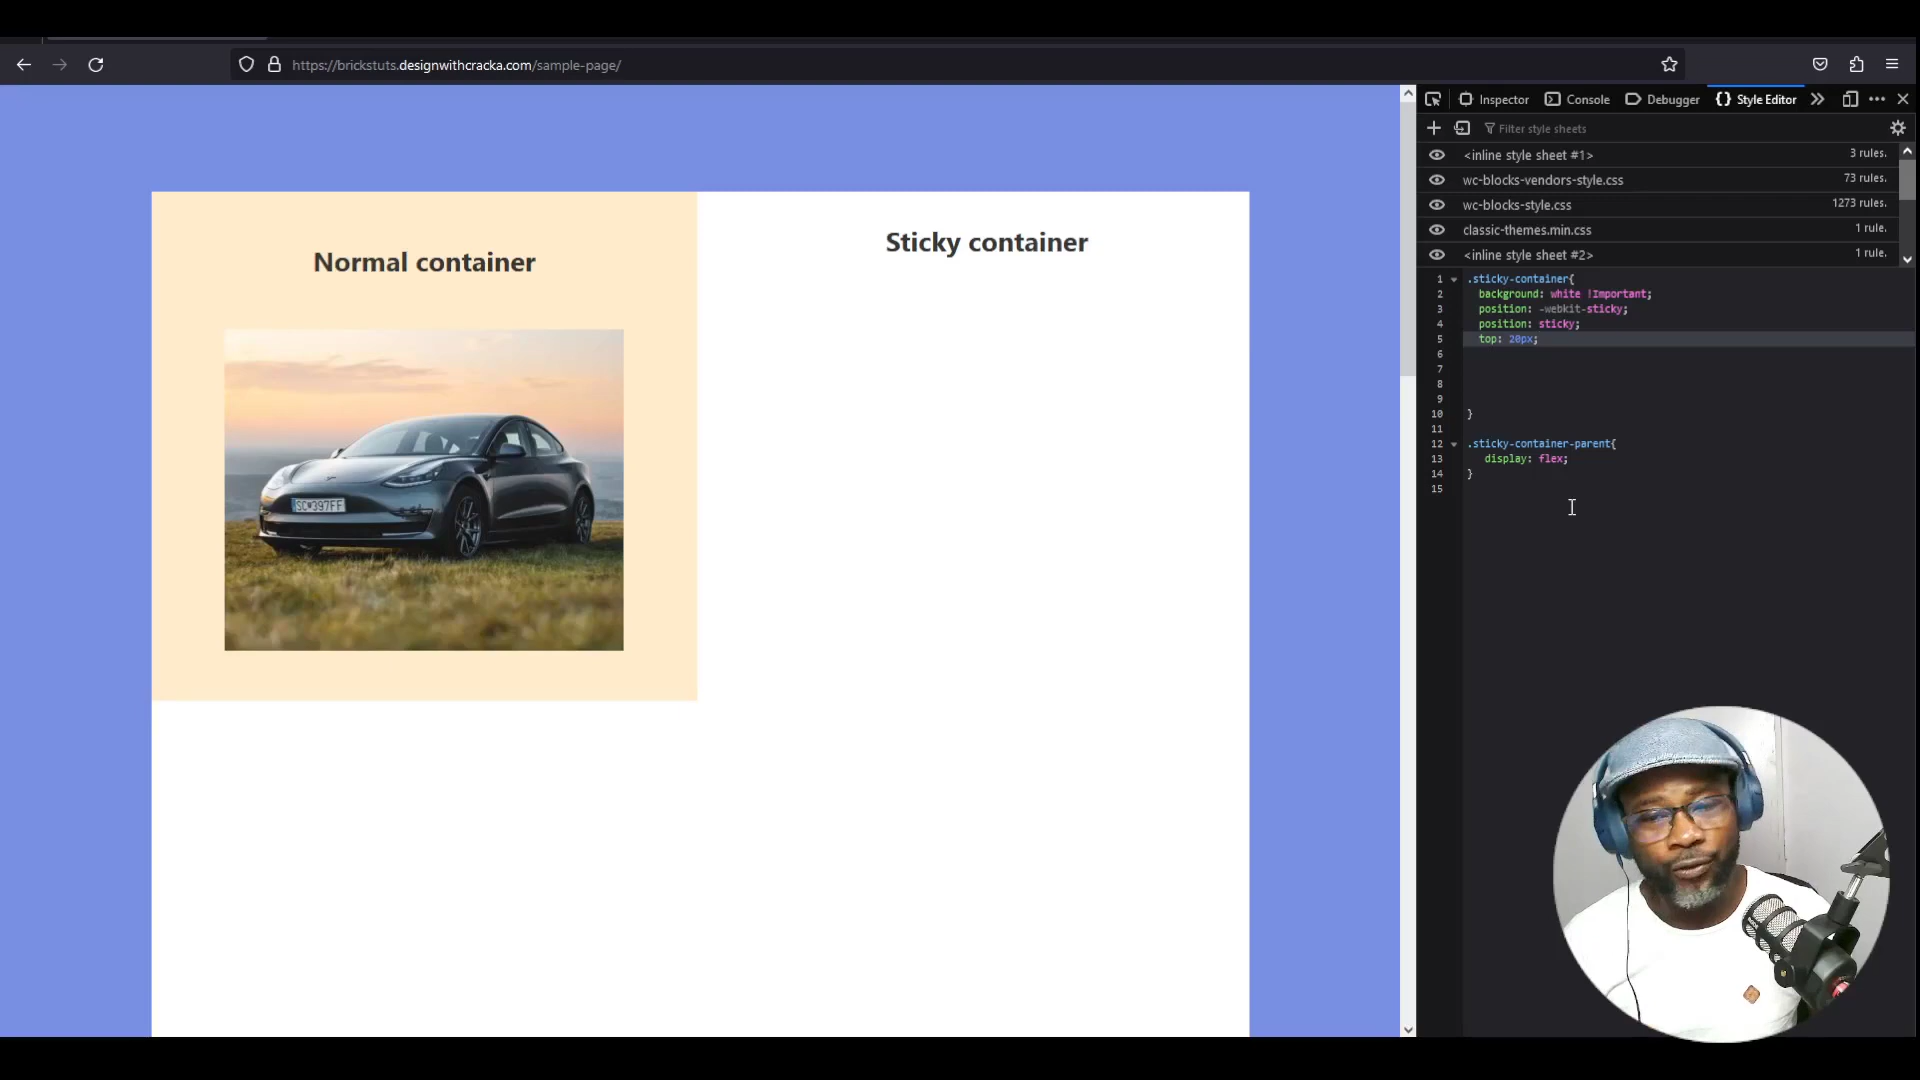 https://brickstuts.designwithcracka.com/sample-page/
Inspector Console Debugger Style Editor
Filter style sheets
<inline style sheet #1> 3 rules.
wc-blocks-vendors-style.css 73 rules.
wc-blocks-style.css 1273 rules.
classic-themes.min.css 1 rule.
<inline style sheet #2> 1 rule.
Normal container
Sticky container
SC 397FF
1 .sticky-container{
2 background: white !Important;
3 position: -webkit-sticky;
4 position: sticky;
5 top: 20px;
6
7
8
9
10 }
11
12 .sticky-container-parent{
13 display: flex;
14 }
15